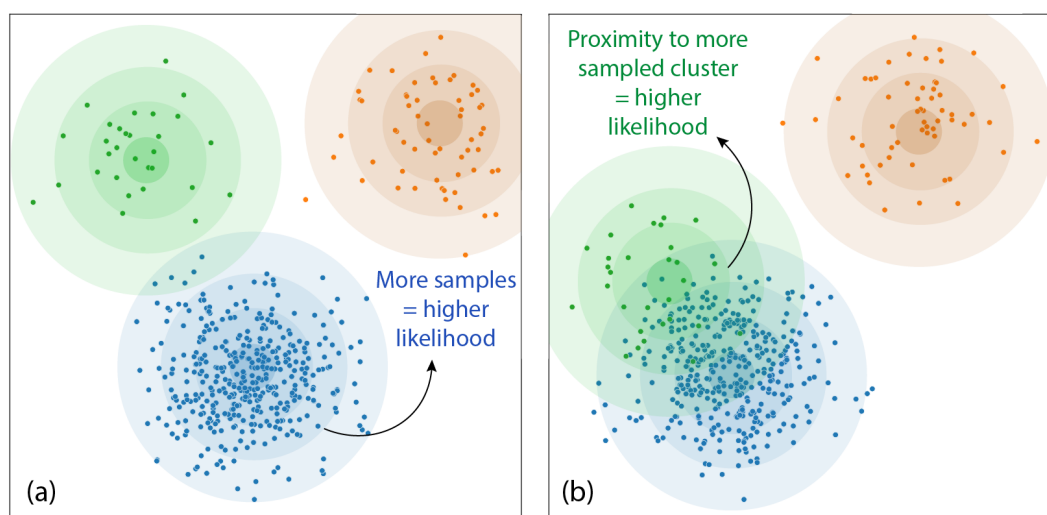 More samples
= higher
likelihood
(a)
Proximity to more
sampled cluster
= higher
likelihood
(b)